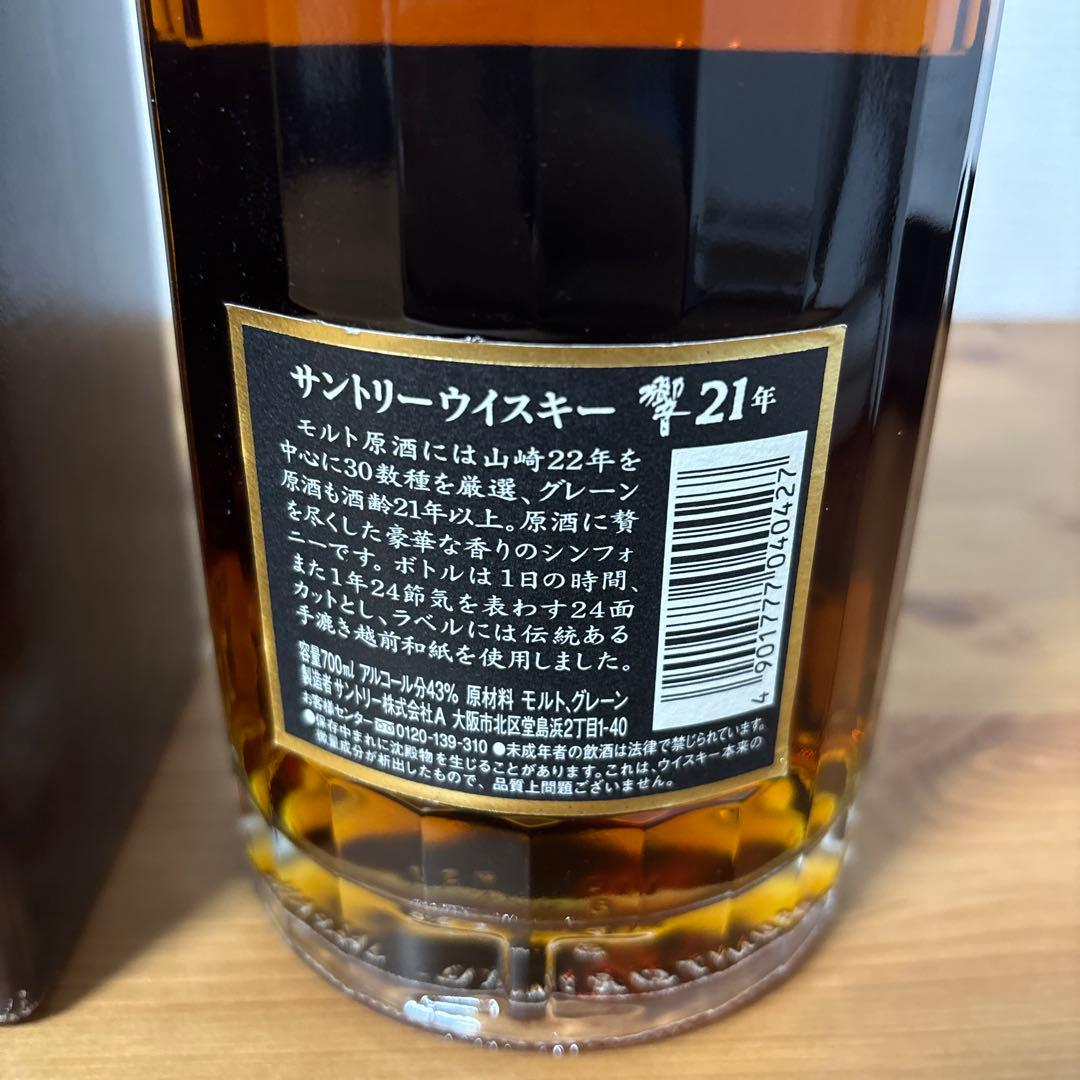 サントリーウイスキー 響 21年
モルト原酒には山崎22年を
中心に30数種を厳選、グレーン
原酒も酒齢21年以上。原酒に贅
を尽くした豪華な香りのシンフォ
ニーです。ボトルは1日の時間、
また1年24節気を表わす24面
カットとし、ラベルには伝統ある
手漉き越前和紙を使用しました。
容量700ml アルコール分43% 原材料 モルト、グレーン
製造者 サントリー株式会社A 大阪市北区堂島浜2丁目1-40
お客様センター 0120-139-310 ●未成年者の飲酒は法律で禁じられています。
●保存中まれに沈殿物を生じることがあります。これは、ウイスキー本来の
微量成分が析出したもので、品質上問題ございません。
4 901777 040427